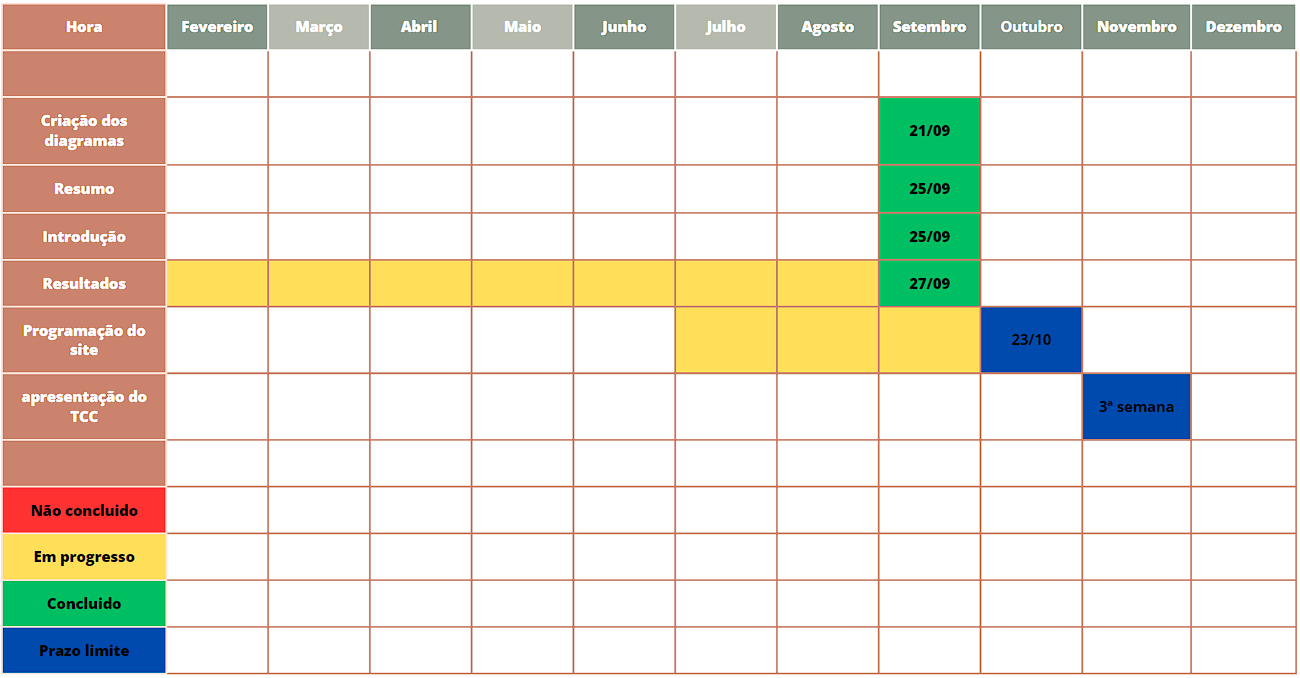 Hora Fevereiro Março Abril Maio Junho Julho Agosto Setembro Outubro Novembro Dezembro
Criação dos
diagramas
21/09
Resumo 25/09
Introdução 25/09
Resultados 27/09
Programação do
site
23/10
apresentação do
TCC
3ª semana
Não concluido
Em progresso
Concluido
Prazo limite